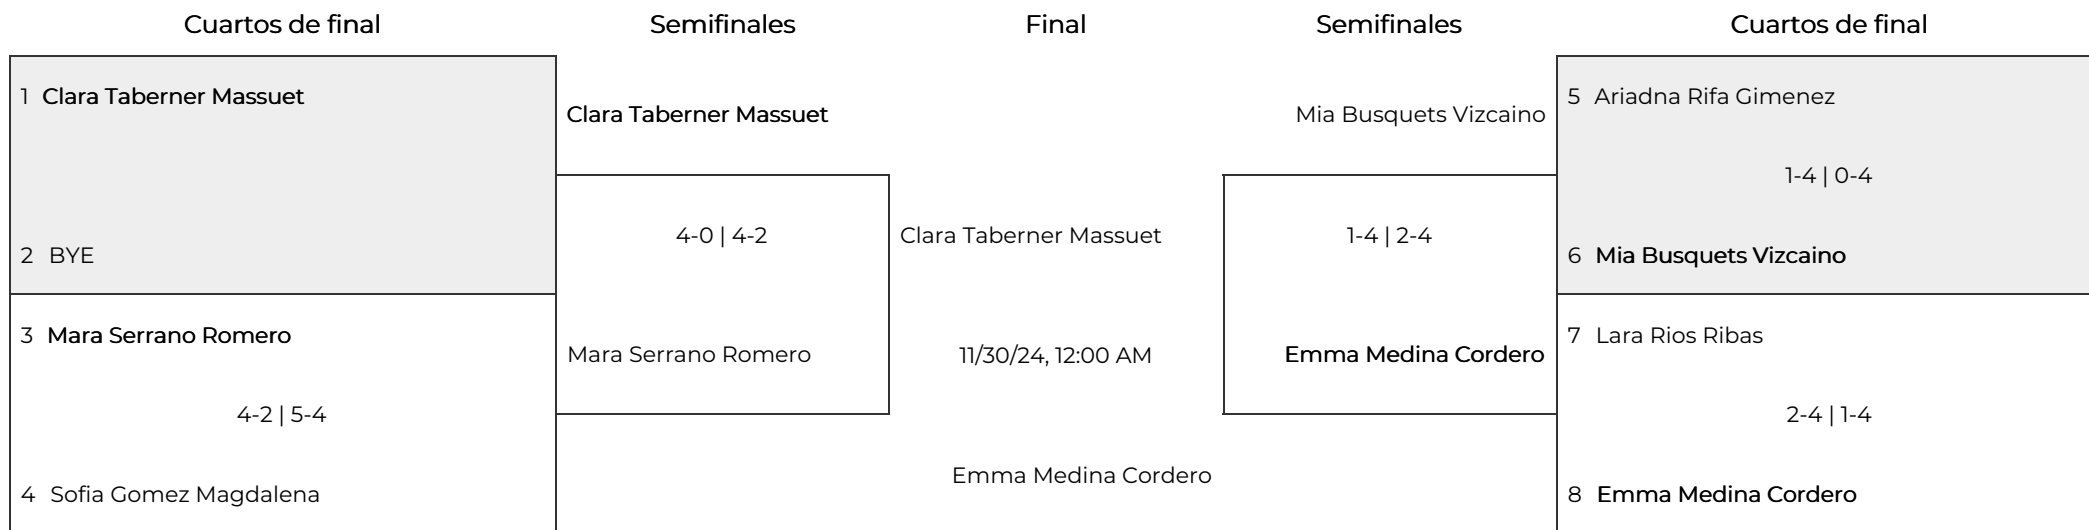 Cuartos de final
Semifinales
Final
Semifinales
Cuartos de final
1 Clara Taberner Massuet
2 BYE
3 Mara Serrano Romero
4-2 | 5-4
4 Sofia Gomez Magdalena
Clara Taberner Massuet
4-0 | 4-2
Mara Serrano Romero
Clara Taberner Massuet
11/30/24, 12:00 AM
Emma Medina Cordero
Mia Busquets Vizcaino
1-4 | 2-4
Emma Medina Cordero
5 Ariadna Rifa Gimenez
1-4 | 0-4
6 Mia Busquets Vizcaino
7 Lara Rios Ribas
2-4 | 1-4
8 Emma Medina Cordero